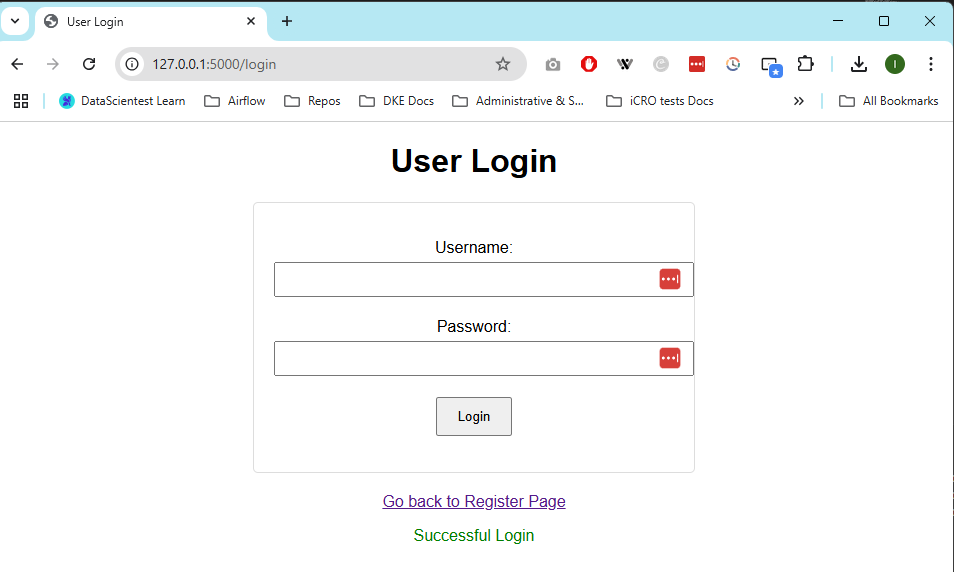 User Login
127.0.0.1:5000/login
I
DataScientest Learn
Airflow
Repos
DKE Docs
Administrative & S...
iCRO tests Docs
All Bookmarks
User Login
Username:
Password:
Login
Go back to Register Page
Successful Login